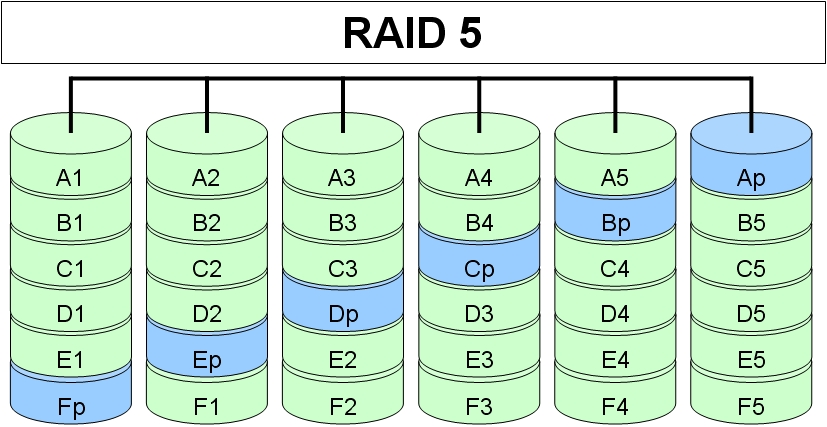 RAID 5
A1 A2 A3 A4 A5 Ap
B1 B2 B3 B4 Bp B5
C1 C2 C3 Cp C4 C5
D1 D2 Dp D3 D4 D5
E1 Ep E2 E3 E4 E5
Fp F1 F2 F3 F4 F5